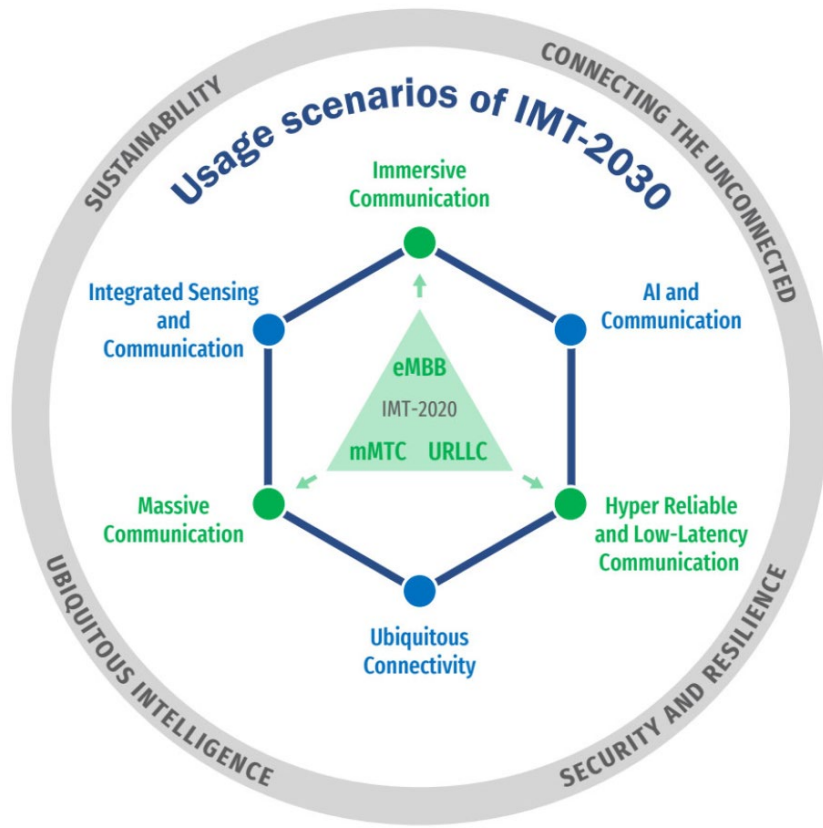 SUSTAINABILITY
CONNECTING THE UNCONNECTED
Usage scenarios of IMT-2030
Immersive
Communication
Integrated Sensing
and
Communication
AI and
Communication
eMBB
IMT-2020
mMTC URLLC
Massive
Communication
Hyper Reliable
and Low-Latency
Communication
Ubiquitous
Connectivity
UBIQUITOUS INTELLIGENCE
SECURITY AND RESILIENCE